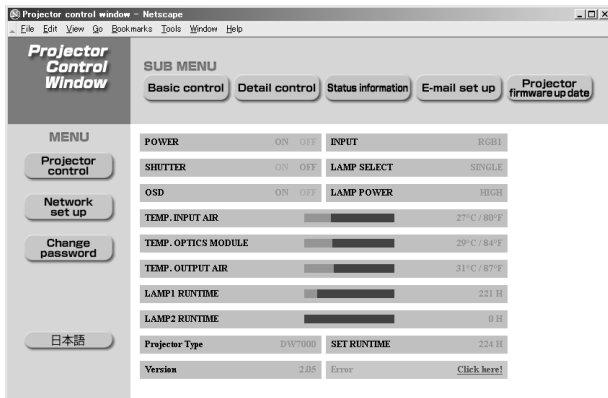 Projector control window - Netscape
File Edit View Go Bookmarks Tools Window Help
Projector
Control
Window
SUB MENU
Basic control Detail control Status information E-mail set up Projector firmware up date
MENU
Projector
control
Network
set up
Change
password
日本語
POWER ON OFF INPUT RGB1
SHUTTER ON OFF LAMP SELECT SINGLE
OSD ON OFF LAMP POWER HIGH
TEMP. INPUT AIR 27°C / 80°F
TEMP. OPTICS MODULE 29°C / 84°F
TEMP. OUTPUT AIR 31°C / 87°F
LAMP1 RUNTIME 221 H
LAMP2 RUNTIME 0 H
Projector Type DW7000 SET RUNTIME 224 H
Version 2.05 Error Click here!